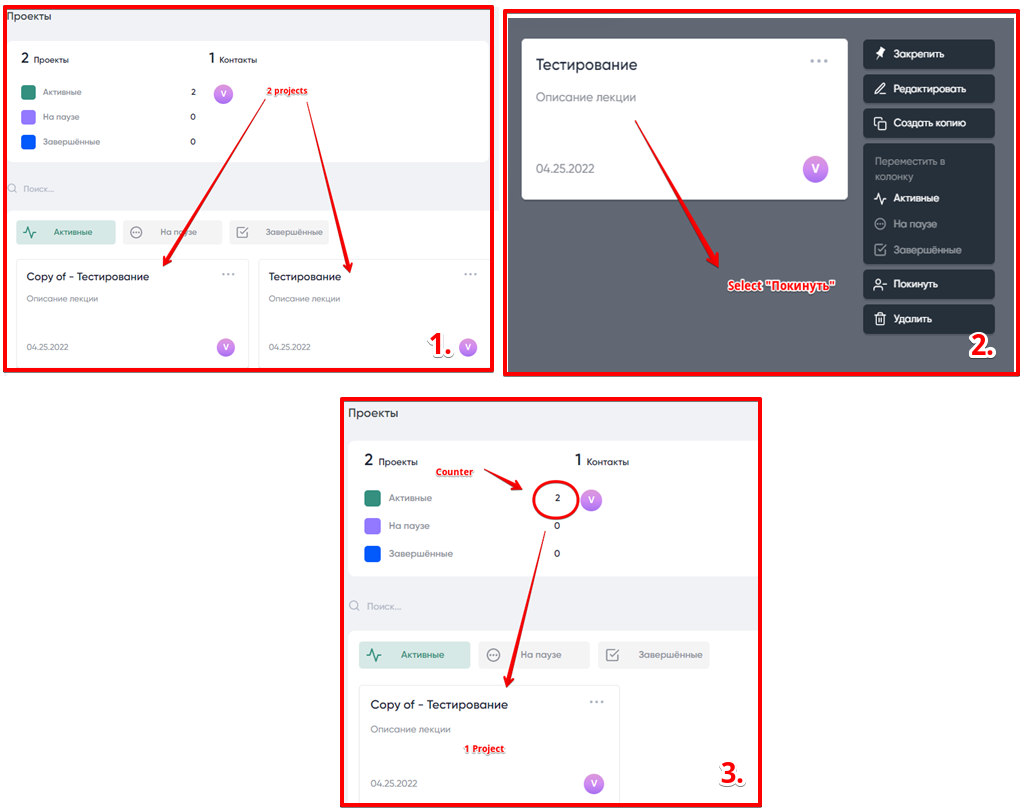 Проекты
2 Проекты
1 Контакты
Активные 2
V
2 projects
На паузе 0
Завершённые 0
Поиск...
Активные
На паузе
Завершённые
Copy of - Тестирование
Описание лекции
04.25.2022
V
Тестирование
Описание лекции
04.25.2022
V
1.
Тестирование
Описание лекции
04.25.2022
V
Закрепить
Редактировать
Создать копию
Переместить в
колонку
Активные
На паузе
Завершённые
Покинуть
Удалить
Select "Покинуть"
2.
Проекты
2 Проекты
1 Контакты
Counter
Активные 2
V
На паузе 0
Завершённые 0
Поиск...
Активные
На паузе
Завершённые
Copy of - Тестирование
Описание лекции
1 Project
04.25.2022
V
3.